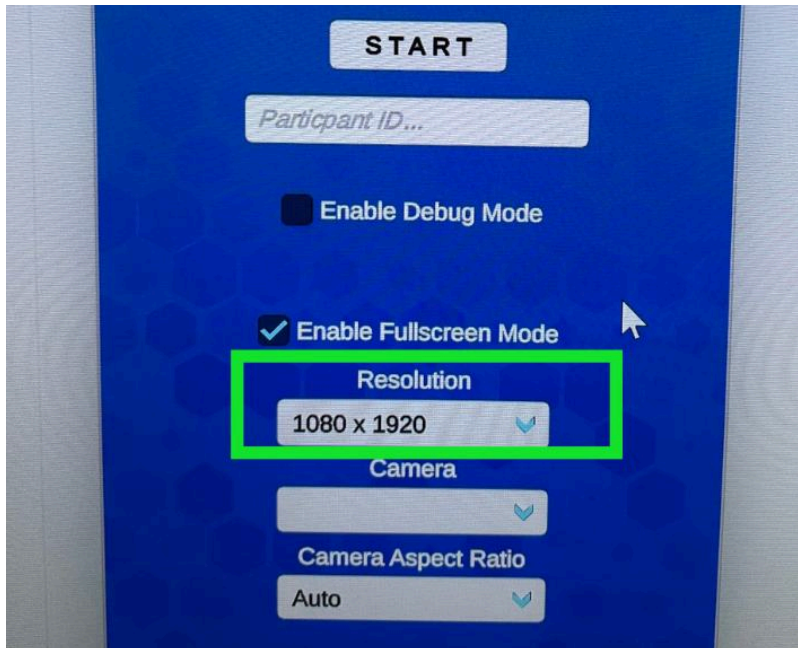 START
Particpant ID...
Enable Debug Mode
Enable Fullscreen Mode
Resolution
1080 x 1920
Camera
Camera Aspect Ratio
Auto